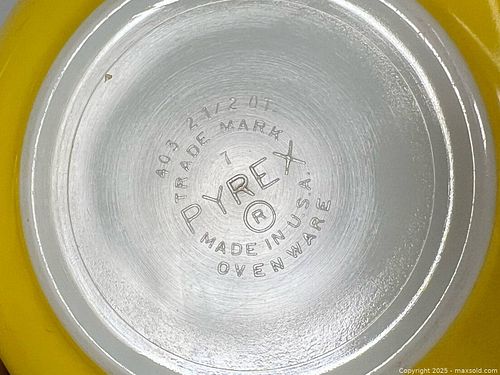 403 2 1/2 QT.
TRADE MARK
7
PYREX
®
MADE IN U.S.A.
OVENWARE
Copyright 2025 - maxsold.com